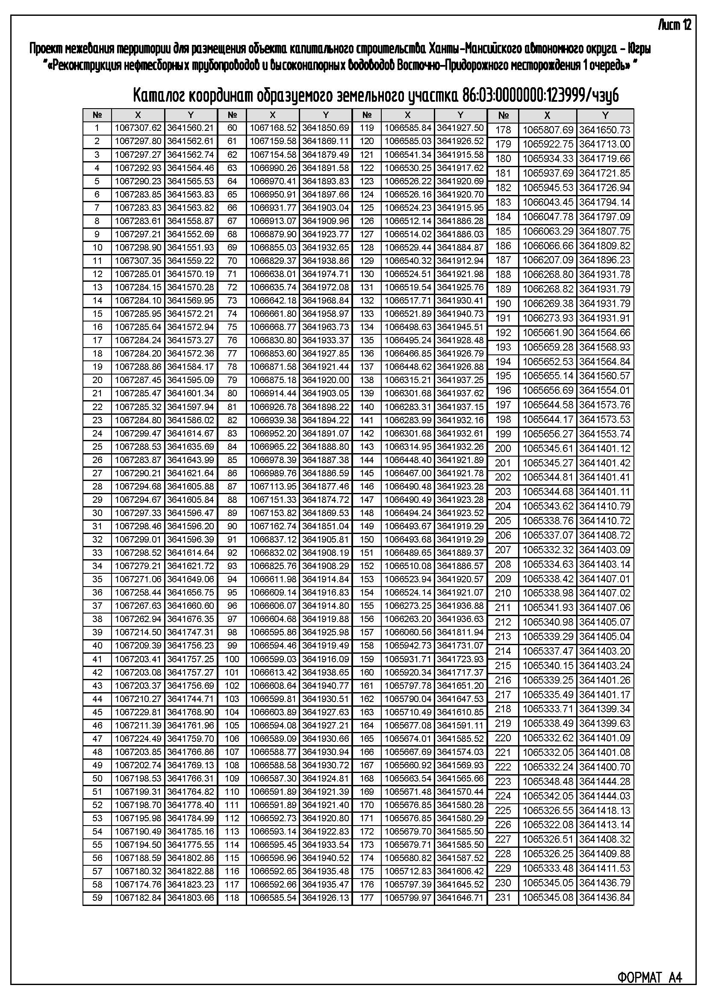 Лист 12
Проект межевания территории для размещения объекта капитального строительства Ханты-Мансийского автономного округа - Югры
"«Реконструкция нефтесборных трубопроводов и высоконапорных водоводов Восточно-Придорожного месторождения 1 очередь» "
Каталог координат образуемого земельного участка 86:03:0000000:123999/чзу6
№ X Y № X Y № X Y № X Y
1 1067307.62 3641560.21 60 1067168.52 3641850.69 119 1066585.84 3641927.50 178 1065807.69 3641650.73
2 1067297.80 3641562.61 61 1067159.58 3641869.11 120 1066585.03 3641926.52 179 1065922.75 3641713.00
3 1067297.27 3641562.74 62 1067154.58 3641879.49 121 1066541.34 3641915.58 180 1065934.33 3641719.66
4 1067292.93 3641564.46 63 1066990.26 3641891.58 122 1066530.25 3641917.62 181 1065937.69 3641721.85
5 1067290.23 3641565.53 64 1066970.41 3641893.83 123 1066526.22 3641920.69 182 1065945.53 3641726.94
6 1067283.85 3641563.83 65 1066950.91 3641897.66 124 1066526.16 3641920.70 183 1066043.45 3641794.14
7 1067283.83 3641563.82 66 1066931.77 3641903.04 125 1066524.23 3641915.95 184 1066047.78 3641797.09
8 1067283.61 3641558.87 67 1066913.07 3641909.96 126 1066512.14 3641886.28 185 1066063.29 3641807.75
9 1067297.21 3641552.69 68 1066879.90 3641923.77 127 1066514.02 3641886.03 186 1066066.66 3641809.82
10 1067298.90 3641551.93 69 1066855.03 3641932.65 128 1066529.44 3641884.87 187 1066207.09 3641896.23
11 1067307.35 3641559.22 70 1066829.37 3641938.86 129 1066540.32 3641912.94 188 1066268.80 3641931.78
12 1067285.01 3641570.19 71 1066638.01 3641974.71 130 1066524.51 3641921.98 189 1066268.82 3641931.79
13 1067284.15 3641570.28 72 1066635.74 3641972.08 131 1066519.54 3641925.76 190 1066269.38 3641931.79
14 1067284.10 3641569.95 73 1066642.18 3641968.84 132 1066517.71 3641930.41 191 1066273.93 3641931.91
15 1067285.95 3641572.21 74 1066661.80 3641958.97 133 1066521.89 3641940.73 192 1065661.90 3641564.66
16 1067285.64 3641572.94 75 1066668.77 3641963.73 134 1066498.63 3641945.51 193 1065659.28 3641568.93
17 1067284.24 3641573.27 76 1066830.80 3641933.37 135 1066495.24 3641928.48 194 1065652.53 3641564.84
18 1067284.20 3641572.36 77 1066853.60 3641927.85 136 1066466.85 3641926.79 195 1065655.14 3641560.57
19 1067288.86 3641584.17 78 1066871.58 3641921.44 137 1066448.62 3641926.88 196 1065656.69 3641554.01
20 1067287.45 3641595.09 79 1066875.18 3641920.00 138 1066315.21 3641937.25 197 1065644.58 3641573.76
21 1067285.47 3641601.34 80 1066914.44 3641903.05 139 1066301.68 3641937.62 198 1065644.17 3641573.53
22 1067285.32 3641597.94 81 1066926.78 3641898.22 140 1066283.31 3641937.15 199 1065656.27 3641553.74
23 1067284.80 3641586.02 82 1066939.38 3641894.22 141 1066283.99 3641932.16 200 1065345.61 3641401.12
24 1067299.47 3641614.67 83 1066952.20 3641891.07 142 1066301.68 3641932.61 201 1065345.27 3641401.42
25 1067288.53 3641635.69 84 1066965.22 3641888.80 143 1066314.95 3641932.26 202 1065344.81 3641401.41
26 1067283.87 3641643.99 85 1066978.39 3641887.38 144 1066448.40 3641921.89 203 1065344.68 3641401.11
27 1067290.21 3641621.64 86 1066989.76 3641886.59 145 1066467.00 3641921.78 204 1065343.62 3641410.79
28 1067294.68 3641605.88 87 1067113.95 3641877.46 146 1066490.48 3641923.28 205 1065338.76 3641410.72
29 1067294.67 3641605.84 88 1067151.33 3641874.72 147 1066490.49 3641923.28 206 1065337.07 3641408.72
30 1067297.33 3641596.47 89 1067153.82 3641869.53 148 1066494.24 3641923.52 207 1065332.32 3641403.09
31 1067298.46 3641596.20 90 1067162.74 3641851.04 149 1066493.67 3641919.29 208 1065334.63 3641403.14
32 1067299.01 3641596.39 91 1066837.12 3641905.81 150 1066493.68 3641919.29 209 1065338.42 3641407.01
33 1067298.52 3641614.64 92 1066832.02 3641908.19 151 1066489.65 3641889.37 210 1065338.98 3641407.02
34 1067279.21 3641621.72 93 1066825.76 3641908.29 152 1066510.08 3641886.57 211 1065341.93 3641407.06
35 1067271.06 3641649.06 94 1066611.98 3641914.84 153 1066523.94 3641920.57 212 1065340.98 3641405.07
36 1067258.44 3641656.75 95 1066609.14 3641916.83 154 1066524.14 3641921.07 213 1065339.29 3641405.04
37 1067267.63 3641660.60 96 1066606.07 3641914.80 155 1066273.25 3641936.88 214 1065337.47 3641403.20
38 1067262.94 3641676.35 97 1066604.68 3641919.88 156 1066263.20 3641936.63 215 1065340.15 3641403.24
39 1067214.50 3641747.31 98 1066595.86 3641925.98 157 1066060.56 3641811.94 216 1065339.25 3641401.26
40 1067209.39 3641756.23 99 1066594.46 3641919.49 158 1065942.73 3641731.07 217 1065335.49 3641401.17
41 1067203.41 3641757.25 100 1066599.03 3641916.09 159 1065931.71 3641723.93 218 1065333.71 3641399.34
42 1067203.08 3641757.27 101 1066613.42 3641938.65 160 1065920.34 3641717.37 219 1065338.49 3641399.63
43 1067203.37 3641756.69 102 1066608.64 3641940.77 161 1065797.78 3641651.20 220 1065332.62 3641401.09
44 1067210.27 3641744.71 103 1066599.81 3641930.51 162 1065790.04 3641647.53 221 1065332.05 3641401.08
45 1067229.81 3641768.90 104 1066603.89 3641927.63 163 1065710.49 3641610.85 222 1065332.24 3641400.70
46 1067211.39 3641761.96 105 1066594.08 3641927.21 164 1065677.08 3641591.11 223 1065348.48 3641444.28
47 1067224.49 3641759.70 106 1066589.09 3641930.66 165 1065674.01 3641585.52 224 1065342.05 3641444.03
48 1067203.85 3641766.86 107 1066588.77 3641930.94 166 1065667.69 3641574.03 225 1065326.55 3641418.13
49 1067202.74 3641769.13 108 1066588.58 3641930.72 167 1065660.92 3641569.93 226 1065322.08 3641413.14
50 1067198.53 3641766.31 109 1066587.30 3641924.81 168 1065663.54 3641565.66 227 1065326.51 3641408.32
51 1067199.31 3641764.82 110 1066591.89 3641921.39 169 1065671.48 3641570.44 228 1065326.25 3641409.88
52 1067198.70 3641778.40 111 1066591.89 3641921.40 170 1065676.85 3641580.28 229 1065333.48 3641411.53
53 1067195.98 3641784.99 112 1066592.73 3641920.80 171 1065676.85 3641580.29 230 1065345.05 3641436.79
54 1067190.49 3641785.16 113 1066593.14 3641922.83 172 1065679.70 3641585.50 231 1065345.08 3641436.84
55 1067194.50 3641775.55 114 1066595.45 3641933.54 173 1065679.71 3641585.50
56 1067188.59 3641802.86 115 1066596.96 3641940.52 174 1065680.82 3641587.52
57 1067180.32 3641822.88 116 1066592.65 3641935.48 175 1065712.83 3641606.42
58 1067174.76 3641823.23 117 1066592.66 3641935.47 176 1065797.39 3641645.52
59 1067182.84 3641803.66 118 1066585.54 3641926.13 177 1065799.97 3641646.71
ФОРМАТ А4